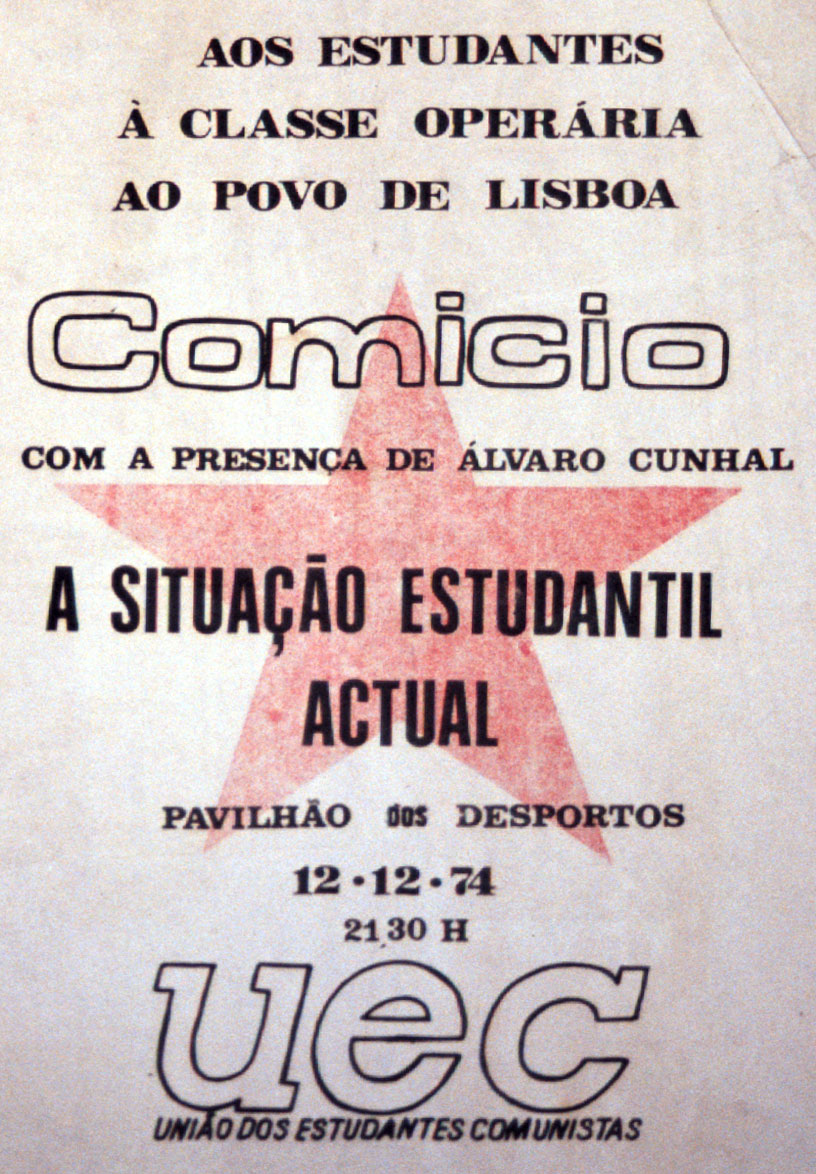 AOS ESTUDANTES
À CLASSE OPERÁRIA
AO POVO DE LISBOA
Comicio
COM A PRESENÇA DE ÁLVARO CUNHAL
A SITUAÇÃO ESTUDANTIL
ACTUAL
PAVILHÃO dos DESPORTOS
12·12·74
21,30 H
uec
UNIÃO DOS ESTUDANTES COMUNISTAS